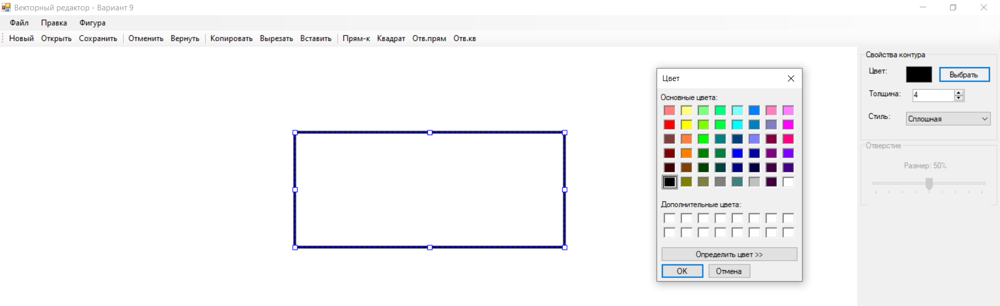 Векторный редактор - Вариант 9
Файл Правка Фигура
Новый Открыть Сохранить Отменить Вернуть Копировать Вырезать Вставить Прям-к Квадрат Отв.прям Отв.кв
Цвет
Основные цвета:
Дополнительные цвета:
Определить цвет >>
OK Отмена
Свойства контура
Цвет: Выбрать
Толщина: 4
Стиль: Сплошная
Отверстие
Размер: 50%